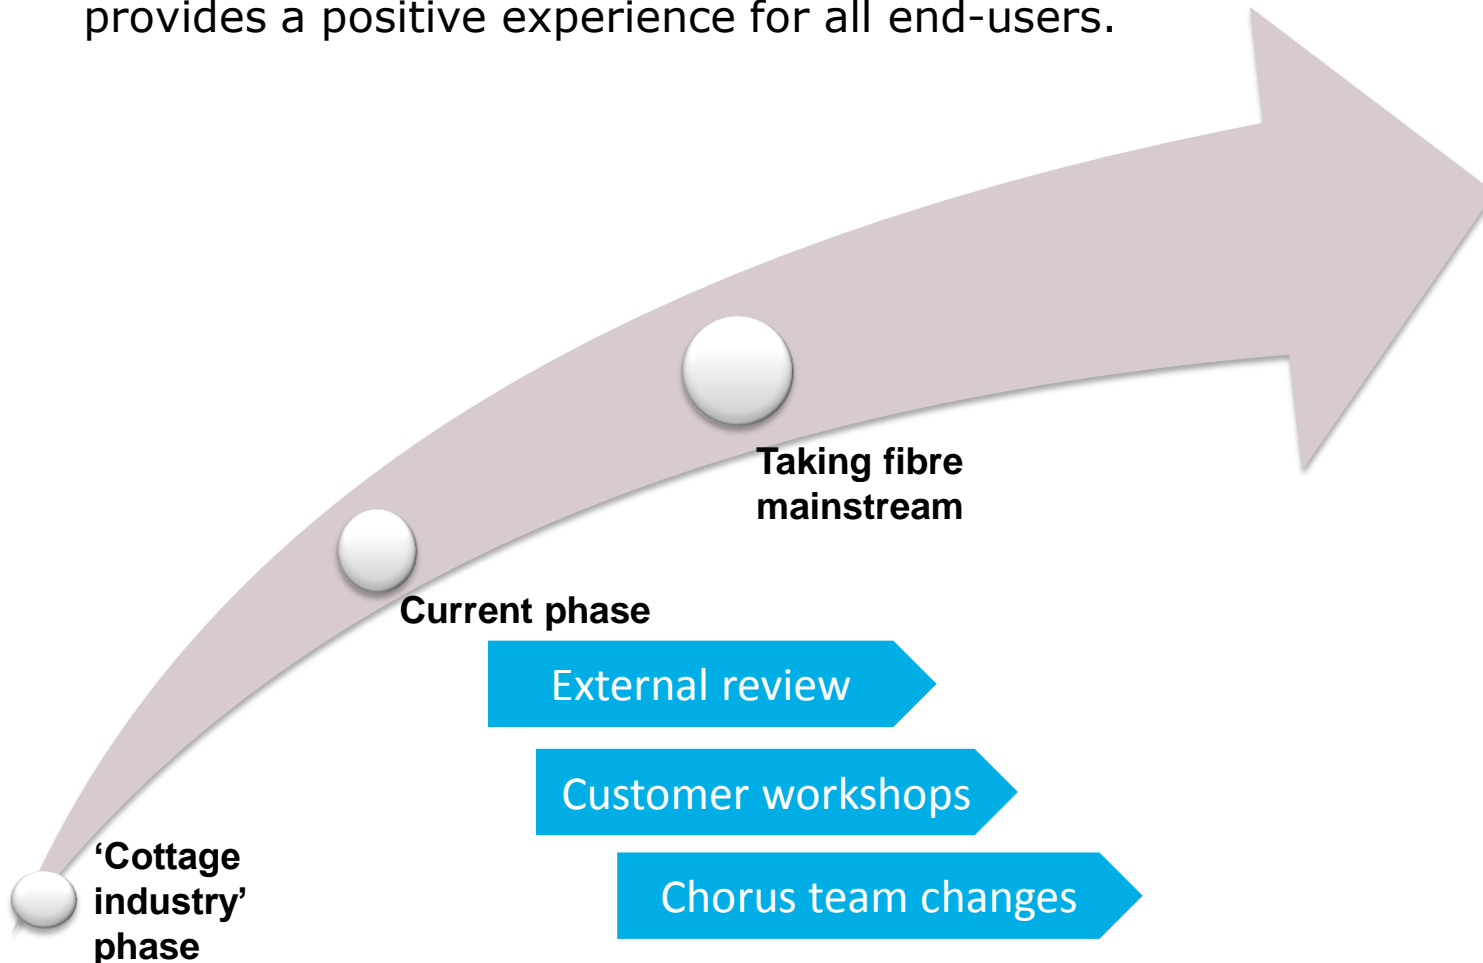 provides a positive experience for all end-users.
Taking fibre
mainstream
Current phase
External review
Customer workshops
Chorus team changes
‘Cottage
industry’
phase